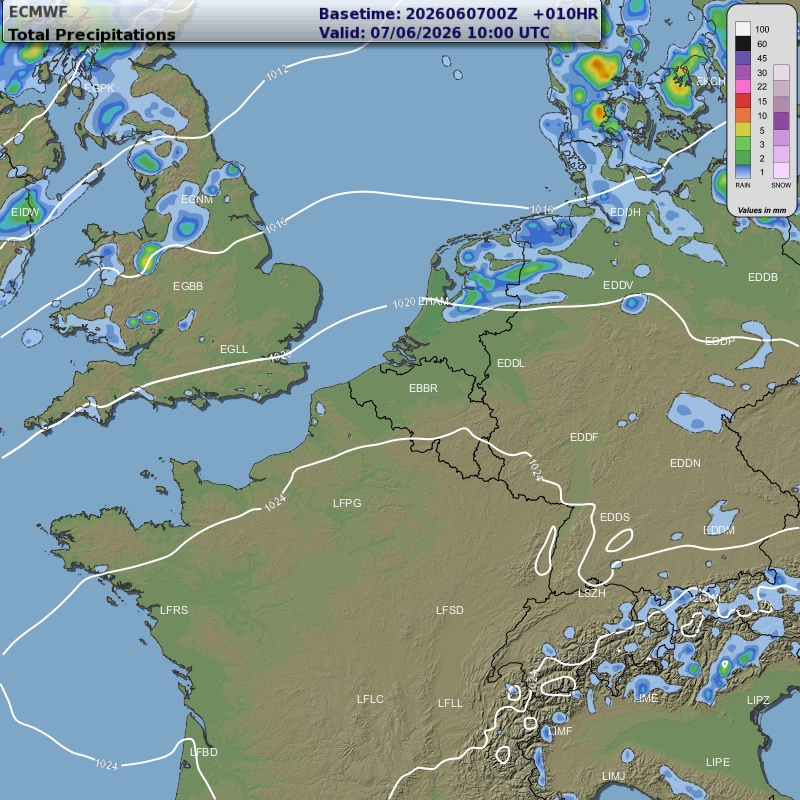 ECMWF
Basetime: 2026060700Z +010HR
Total Precipitations
Valid: 07/06/2026 10:00 UTC
100
60
45
30
22
15
10
5
3
2
1
RAIN
SNOW
Values in mm
1012
EGPK
EKCH
EIDW
EGNM
1016
1016
EDDH
EGBB
EDDV
EDDB
1020
EHAM
EDDP
EGLL
1020
EDDL
EBBR
EDDF
EDDN
1024
1024
LFPG
EDDS
EDDM
LSZH
LFRS
LFSD
LFLC
LFLL
LIME
LIPZ
LIMF
LFBD
1024
LIPE
LIMJ